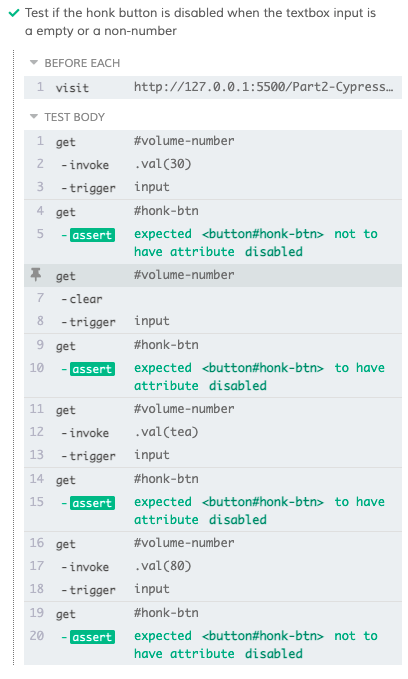 Test if the honk button is disabled when the textbox input is
a empty or a non-number
BEFORE EACH
1 visit http://127.0.0.1:5500/Part2-Cypress…
TEST BODY
1 get #volume-number
2 -invoke .val(30)
3 -trigger input
4 get #honk-btn
5 -assert expected <button#honk-btn> not to
have attribute disabled
get #volume-number
7 -clear
8 -trigger input
9 get #honk-btn
10 -assert expected <button#honk-btn> to have
attribute disabled
11 get #volume-number
12 -invoke .val(tea)
13 -trigger input
14 get #honk-btn
15 -assert expected <button#honk-btn> to have
attribute disabled
16 get #volume-number
17 -invoke .val(80)
18 -trigger input
19 get #honk-btn
20 -assert expected <button#honk-btn> not to
have attribute disabled